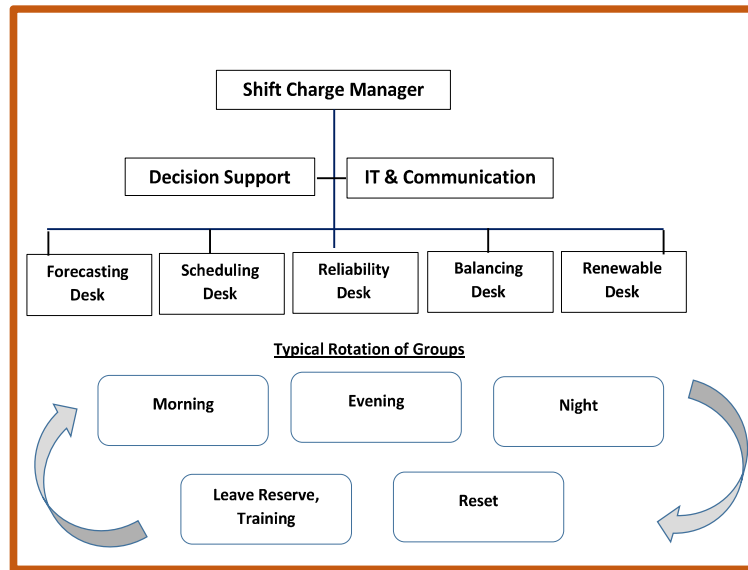 Shift Charge Manager
Decision Support
IT & Communication
Forecasting
Desk
Scheduling
Desk
Reliability
Desk
Balancing
Desk
Renewable
Desk
Typical Rotation of Groups
Morning
Evening
Night
Leave Reserve,
Training
Reset